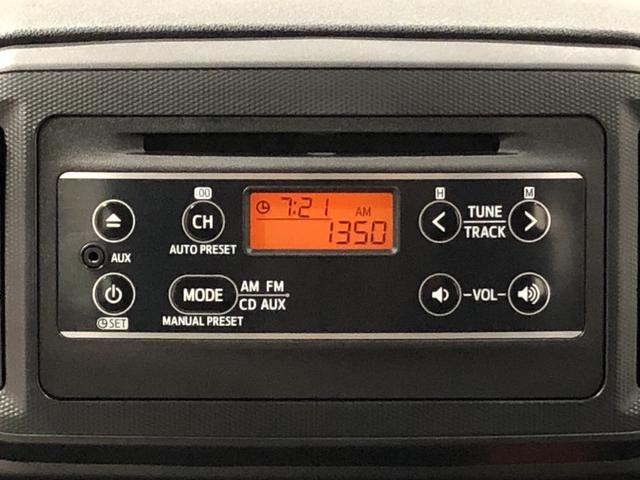 :00
7:21
AM
1350
H
M
CH
TUNE
TRACK
AUTO PRESET
AUX
MODE
AM FM
CD AUX
VOL
SET
MANUAL PRESET